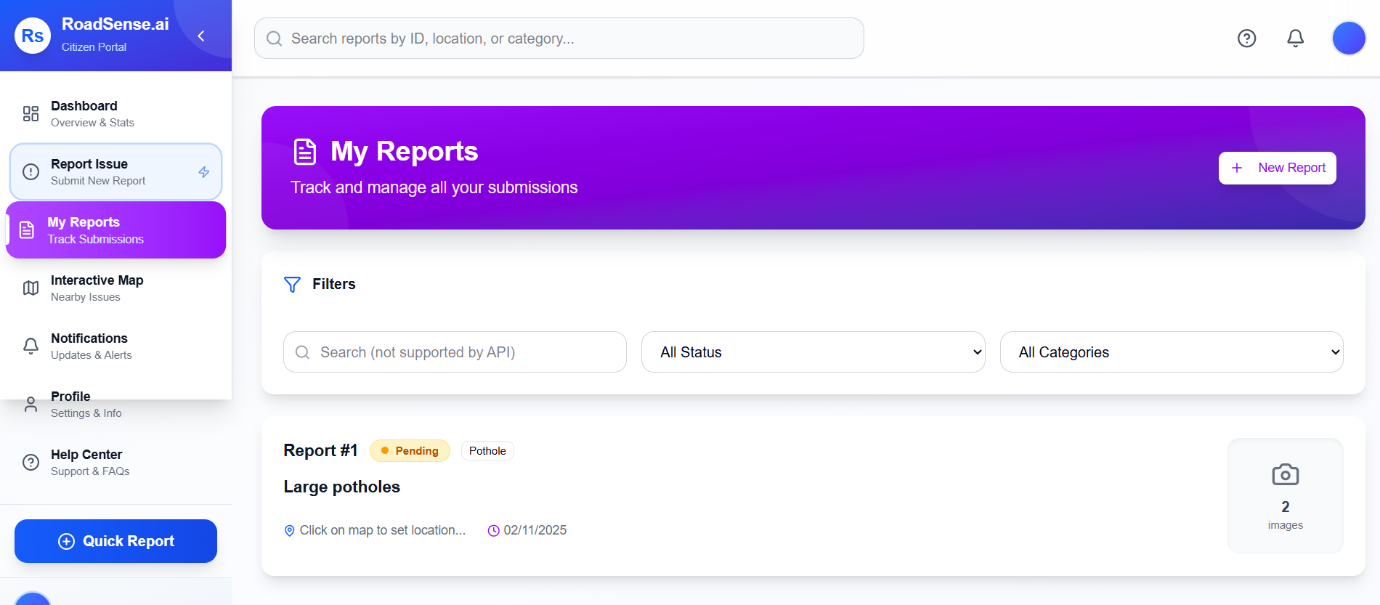 Rs
RoadSense.ai
Citizen Portal
Search reports by ID, location, or category...
Dashboard
Overview & Stats
Report Issue
Submit New Report
My Reports
Track Submissions
Interactive Map
Nearby Issues
Notifications
Updates & Alerts
Profile
Settings & Info
Help Center
Support & FAQs
Quick Report
My Reports
Track and manage all your submissions
New Report
Filters
Search (not supported by API)
All Status
All Categories
Report #1
Pending
Pothole
Large potholes
Click on map to set location...
02/11/2025
2
images